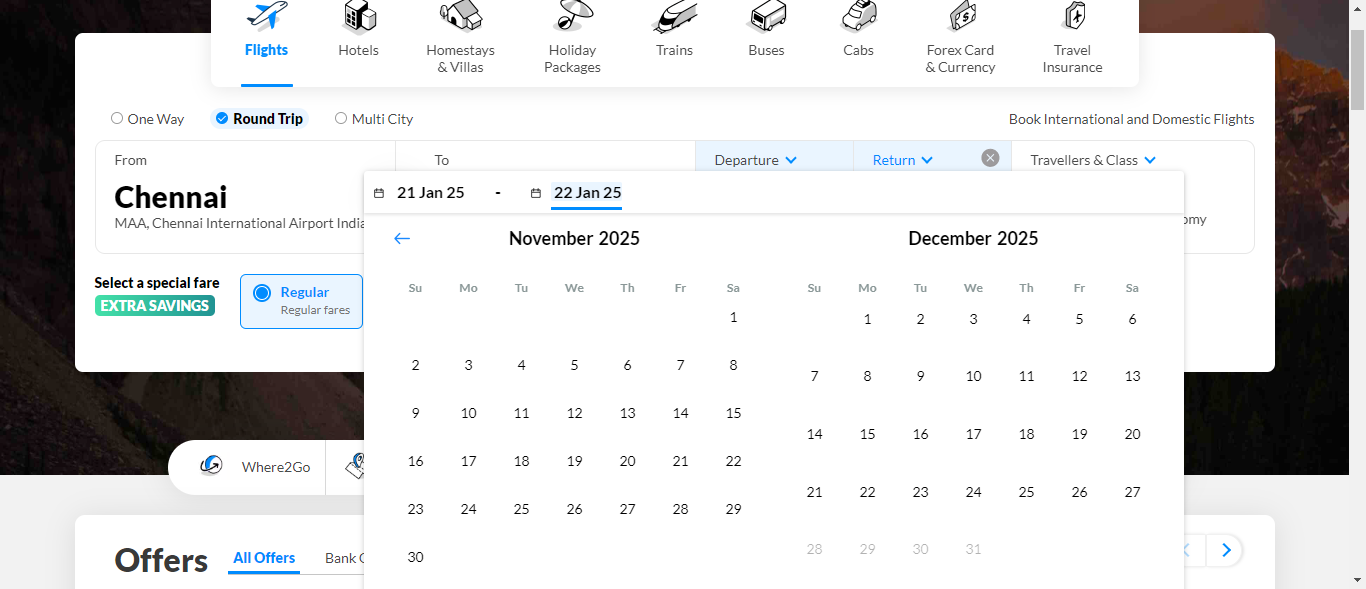 Flights
Hotels
Homestays
& Villas
Holiday
Packages
Trains
Buses
Cabs
Forex Card
& Currency
Travel
Insurance
One Way
Round Trip
Multi City
Book International and Domestic Flights
From
To
Departure
Return
Travellers & Class
Chennai
MAA, Chennai International Airport India
21 Jan 25 - 22 Jan 25
Select a special fare
EXTRA SAVINGS
Regular
Regular fares
November 2025
Su Mo Tu We Th Fr Sa
1
2 3 4 5 6 7 8
9 10 11 12 13 14 15
16 17 18 19 20 21 22
23 24 25 26 27 28 29
30
December 2025
Su Mo Tu We Th Fr Sa
1 2 3 4 5 6
7 8 9 10 11 12 13
14 15 16 17 18 19 20
21 22 23 24 25 26 27
28 29 30 31
Where2Go
Offers
All Offers
Bank